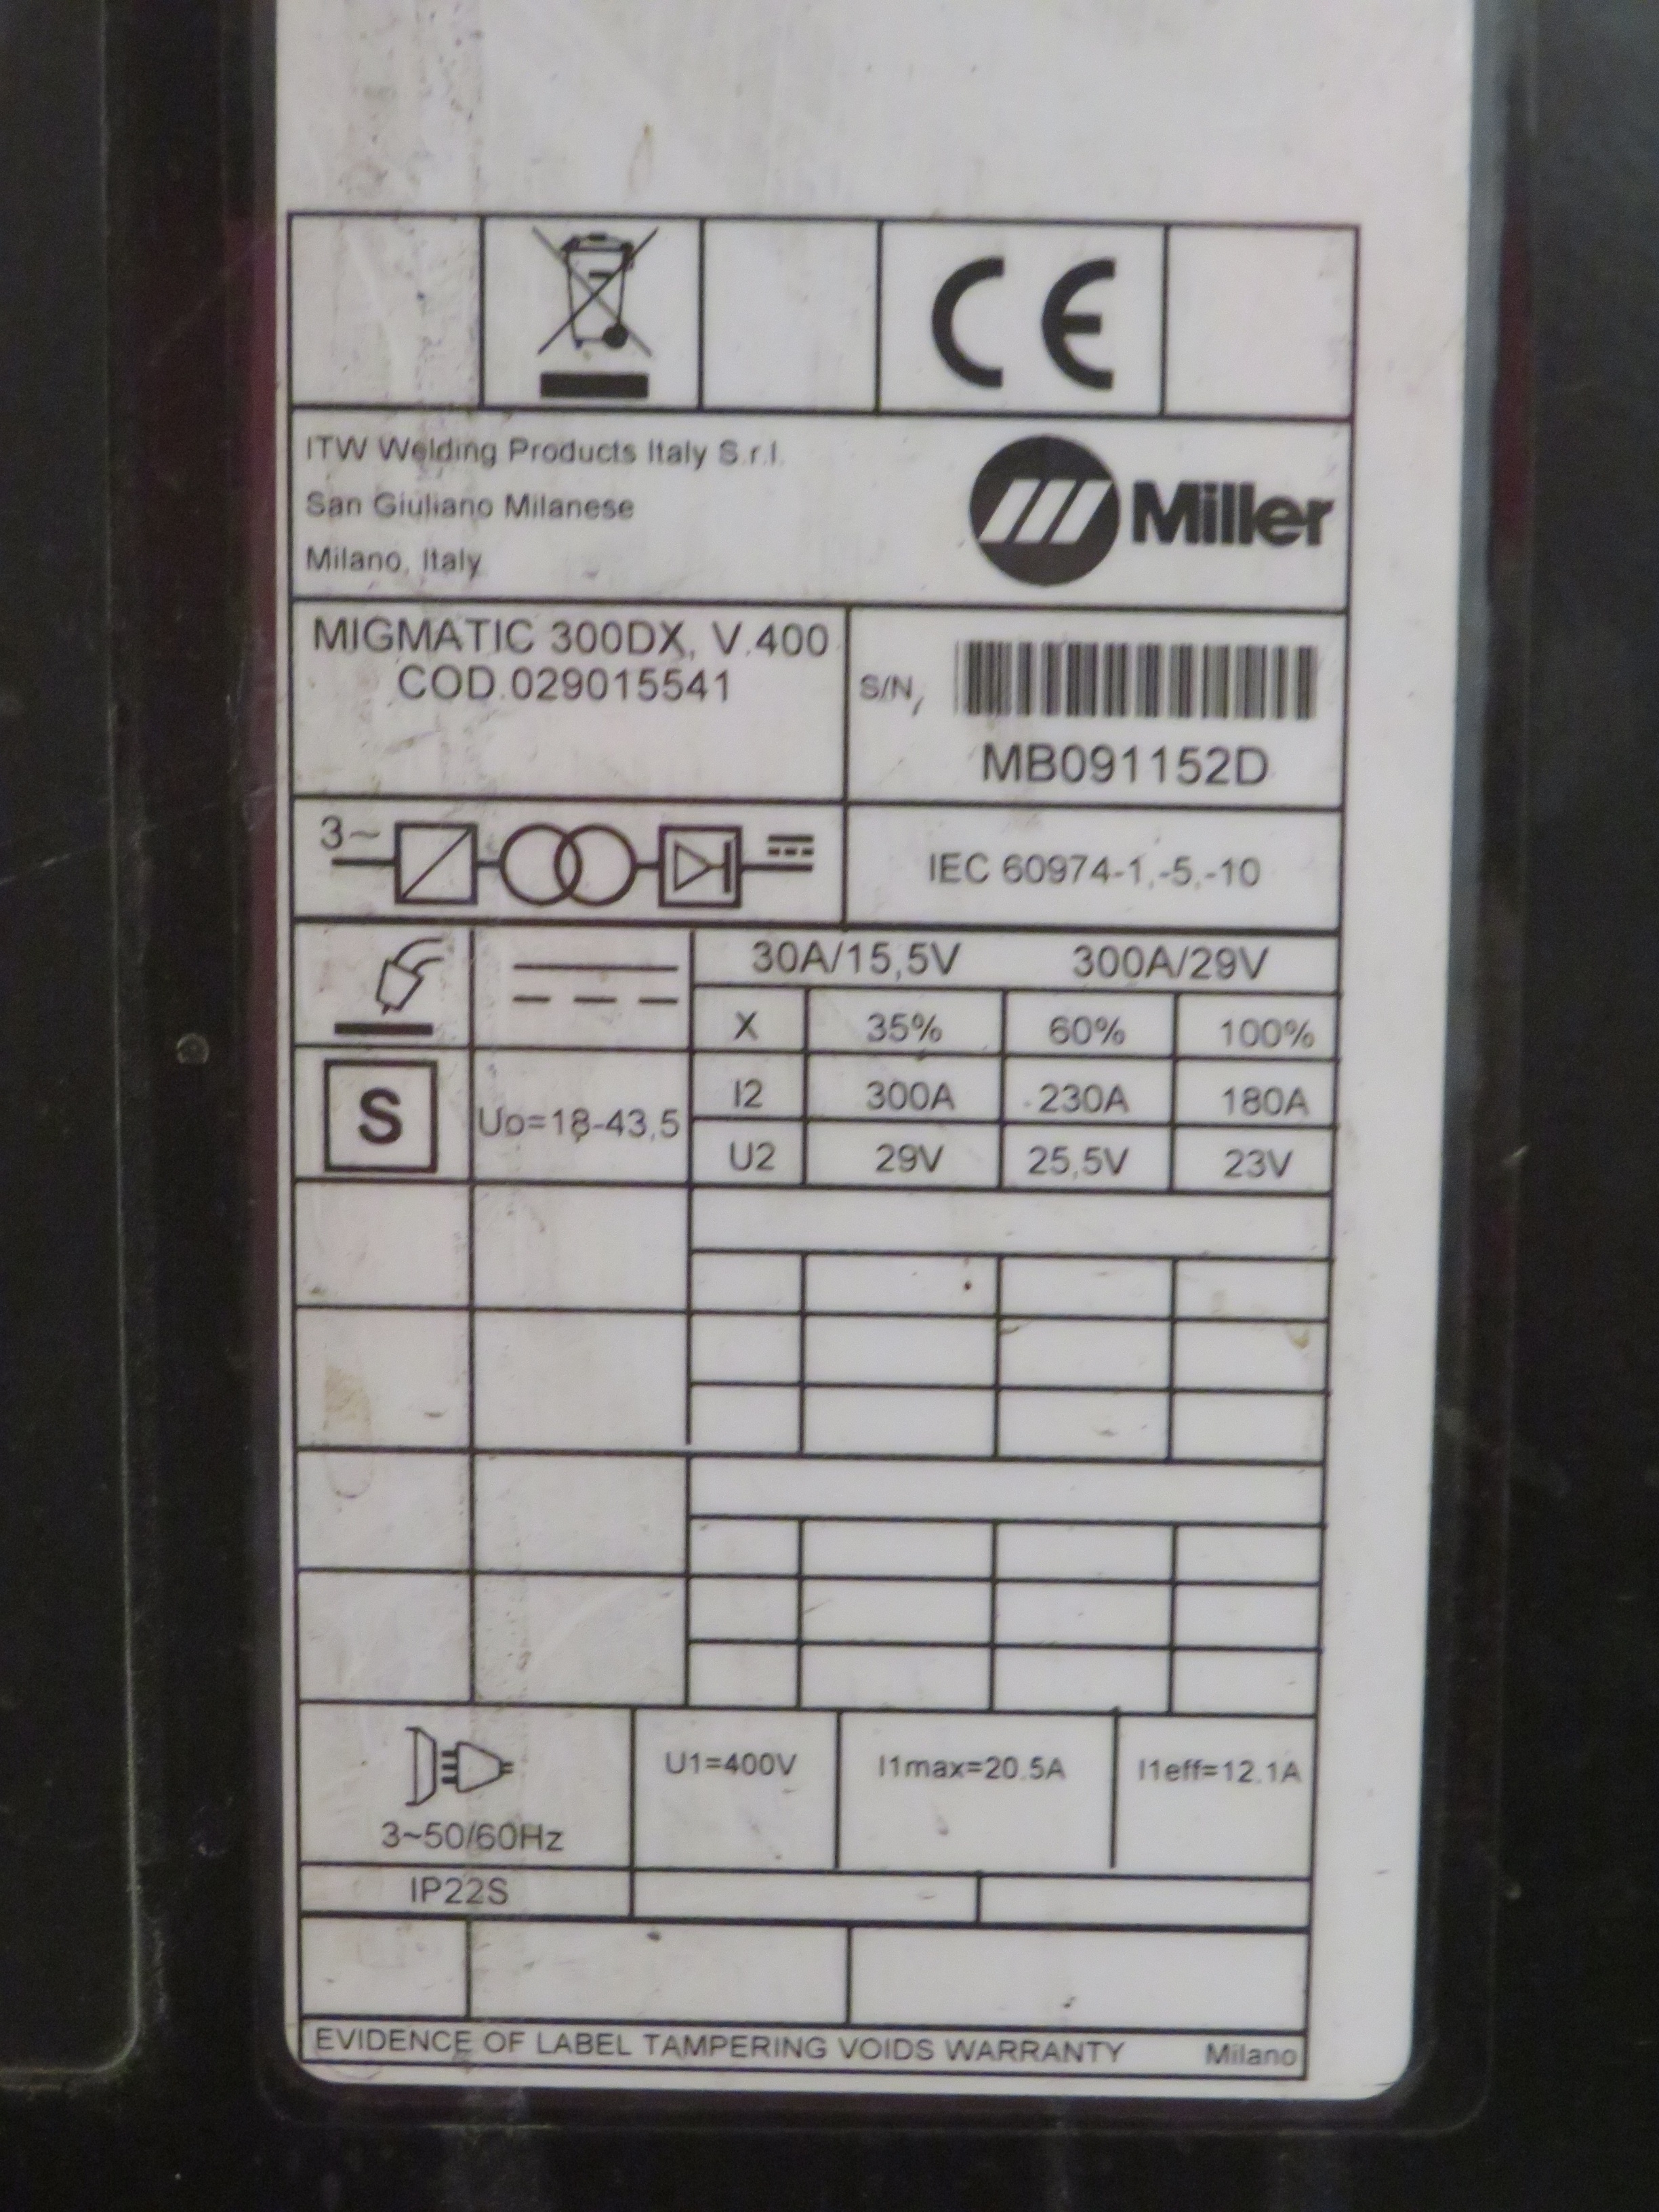 CE
ITW Welding Products Italy S.r.l.
San Giuliano Milanese
Milano, Italy
Miller
MIGMATIC 300DX, V.400
COD.029015541
S/N,
MB091152D
3~
IEC 60974-1,-5,-10
30A/15,5V 300A/29V
X 35% 60% 100%
S
Uo=18-43,5
I2 300A 230A 180A
U2 29V 25,5V 23V
U1=400V I1max=20.5A I1eff=12.1A
3~50/60Hz
IP22S
EVIDENCE OF LABEL TAMPERING VOIDS WARRANTY Milano